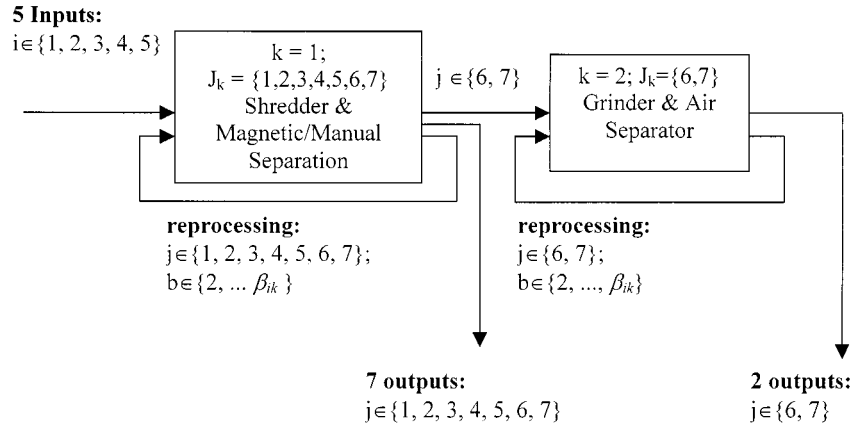 5 Inputs:
i∈{1, 2, 3, 4, 5}
k = 1;
J_k = {1,2,3,4,5,6,7}
Shredder &
Magnetic/Manual
Separation
j ∈{6, 7}
k = 2; J_k={6,7}
Grinder & Air
Separator
reprocessing:
j∈{1, 2, 3, 4, 5, 6, 7};
b∈{2, ... β_ik }
reprocessing:
j∈{6, 7};
b∈{2, ..., β_ik}
7 outputs:
j∈{1, 2, 3, 4, 5, 6, 7}
2 outputs:
j∈{6, 7}